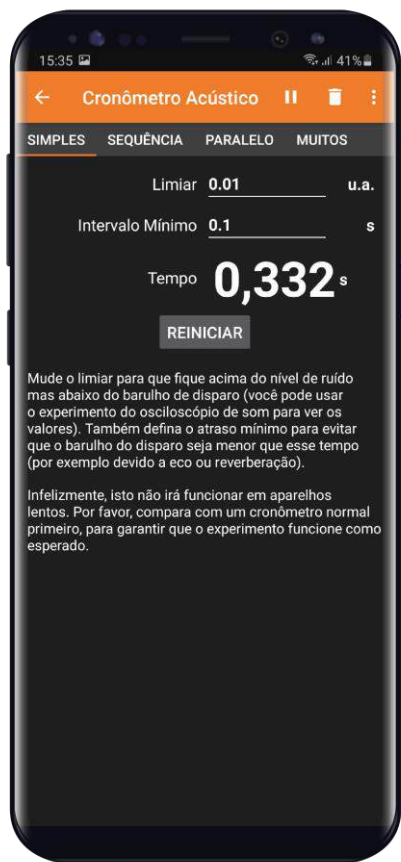 15:35 41%
Cronômetro Acústico
SIMPLES SEQUÊNCIA PARALELO MUITOS
Limiar 0.01 u.a.
Intervalo Mínimo 0.1 s
Tempo 0,332 s
REINICIAR
Mude o limiar para que fique acima do nível de ruído
mas abaixo do barulho de disparo (você pode usar
o experimento do osciloscópio de som para ver os
valores). Também defina o atraso mínimo para evitar
que o barulho do disparo seja menor que esse tempo
(por exemplo devido a eco ou reverberação).
Infelizmente, isto não irá funcionar em aparelhos
lentos. Por favor, compara com um cronômetro normal
primeiro, para garantir que o experimento funcione como
esperado.